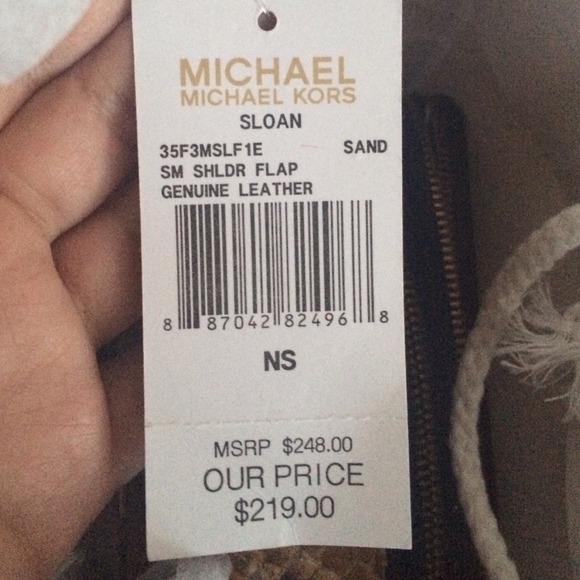 MICHAEL
MICHAEL KORS
SLOAN
35F3MSLF1E SAND
SM SHLDR FLAP
GENUINE LEATHER
8 87042 82496 8
NS
MSRP $248.00
OUR PRICE
$219.00